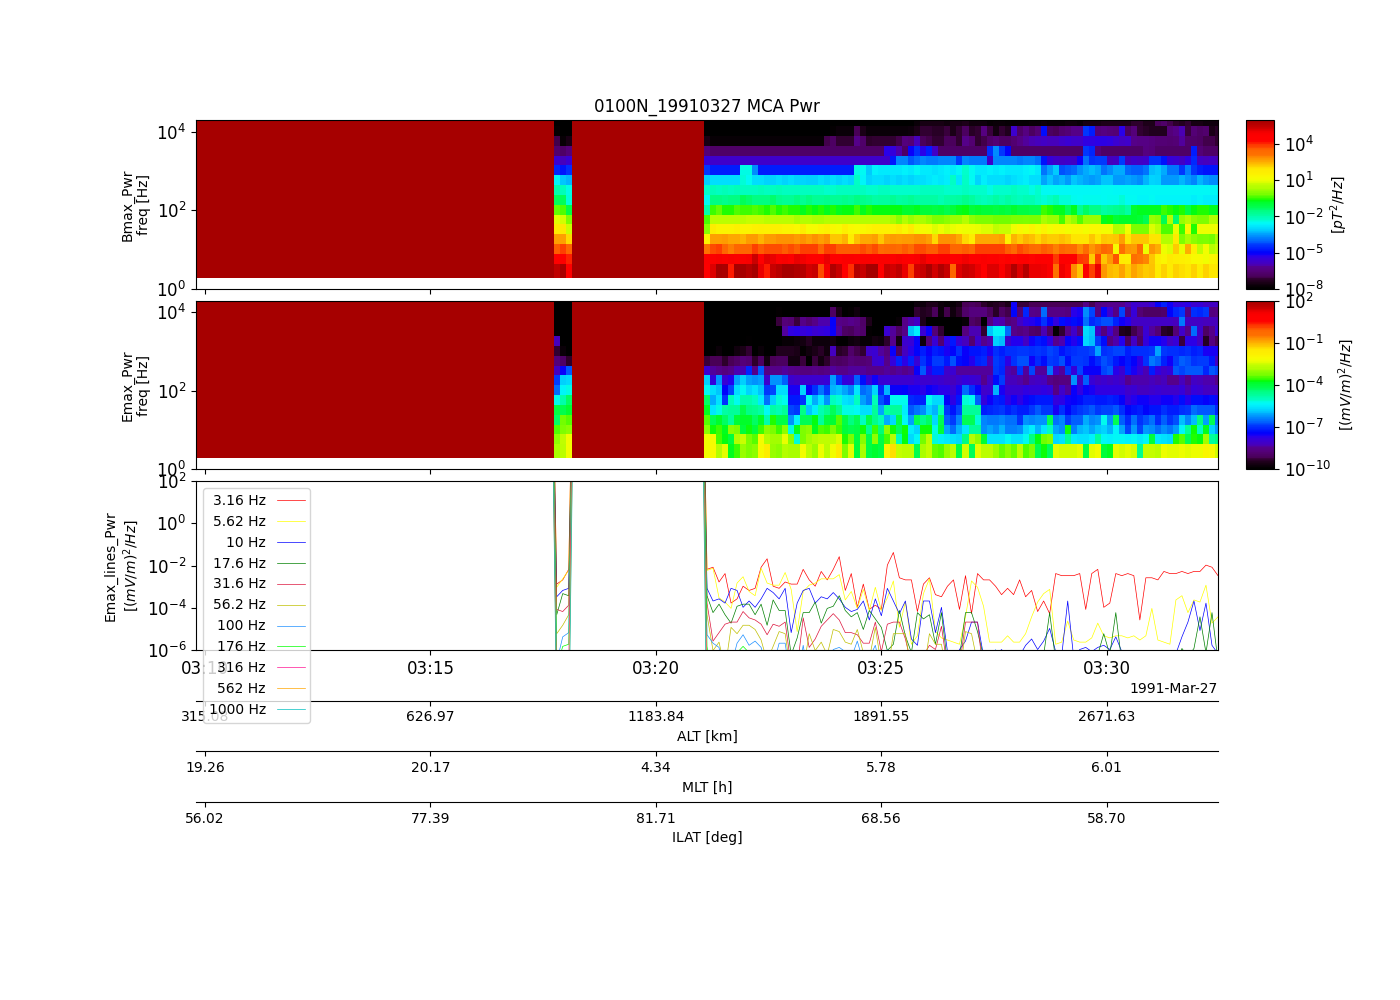 0100N_19910327 MCA Pwr
Bmax_Pwr
freq [Hz]
10^4
10^2
10^0
10^4
10^1
10^-2
10^-5
10^-8
[pT^2/Hz]
Emax_Pwr
freq [Hz]
10^4
10^2
10^0
10^2
10^-1
10^-4
10^-7
10^-10
[(mV/m)^2/Hz]
Emax_lines_Pwr
[(mV/m)^2/Hz]
10^2
10^0
10^-2
10^-4
10^-6
3.16 Hz
5.62 Hz
10 Hz
17.6 Hz
31.6 Hz
56.2 Hz
100 Hz
176 Hz
316 Hz
562 Hz
1000 Hz
03:10 03:15 03:20 03:25 03:30
1991-Mar-27
315.08 626.97 1183.84 1891.55 2671.63
ALT [km]
19.26 20.17 4.34 5.78 6.01
MLT [h]
56.02 77.39 81.71 68.56 58.70
ILAT [deg]